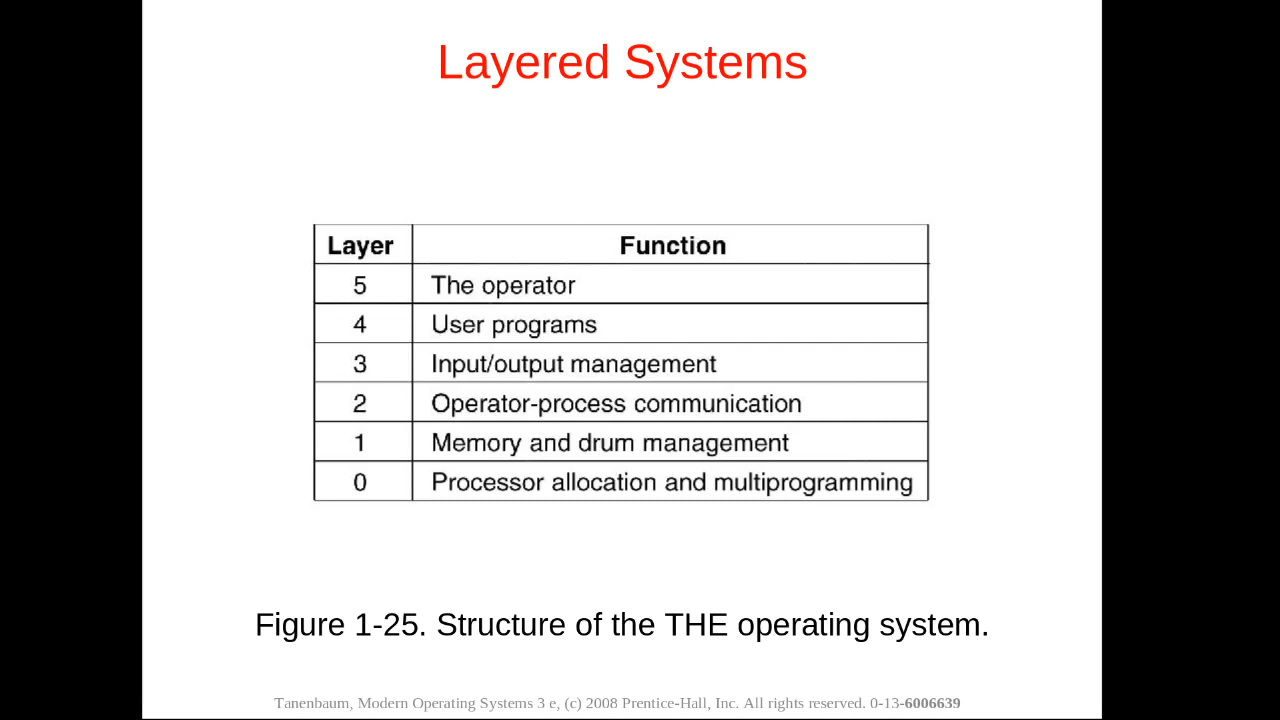 Layered Systems
Layer Function
5 The operator
4 User programs
3 Input/output management
2 Operator-process communication
1 Memory and drum management
0 Processor allocation and multiprogramming
Figure 1-25. Structure of the THE operating system.
Tanenbaum, Modern Operating Systems 3 e, (c) 2008 Prentice-Hall, Inc. All rights reserved. 0-13-6006639